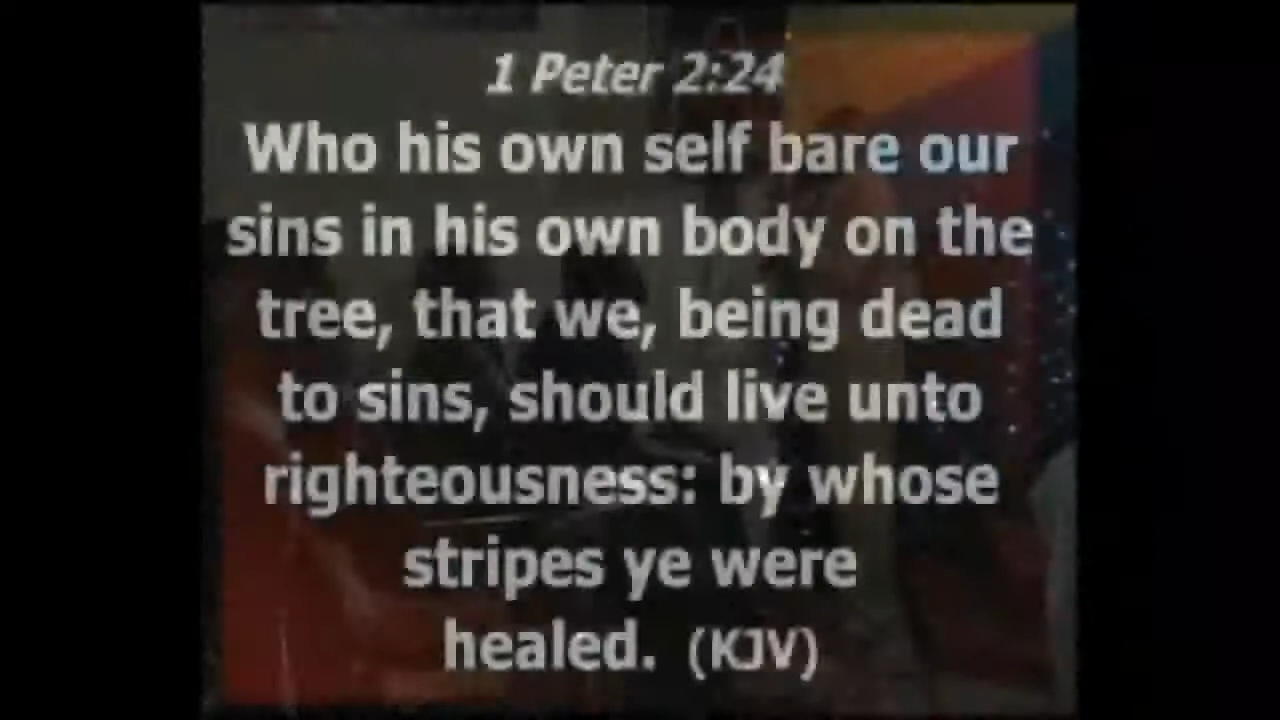 1 Peter 2:24
Who his own self bare our
sins in his own body on the
tree, that we, being dead
to sins, should live unto
righteousness: by whose
stripes ye were
healed. (KJV)